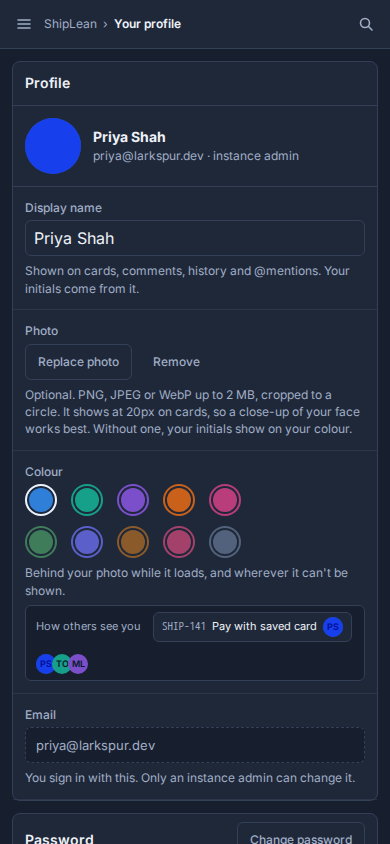 ShipLean › Your profile
Profile
Priya Shah
priya@larkspur.dev · instance admin
Display name
Priya Shah
Shown on cards, comments, history and @mentions. Your
initials come from it.
Photo
Replace photo Remove
Optional. PNG, JPEG or WebP up to 2 MB, cropped to a
circle. It shows at 20px on cards, so a close-up of your face
works best. Without one, your initials show on your colour.
Colour
Behind your photo while it loads, and wherever it can't be
shown.
How others see you SHIP-141 Pay with saved card PS
PS TO ML
Email
priya@larkspur.dev
You sign in with this. Only an instance admin can change it.
Password Change password